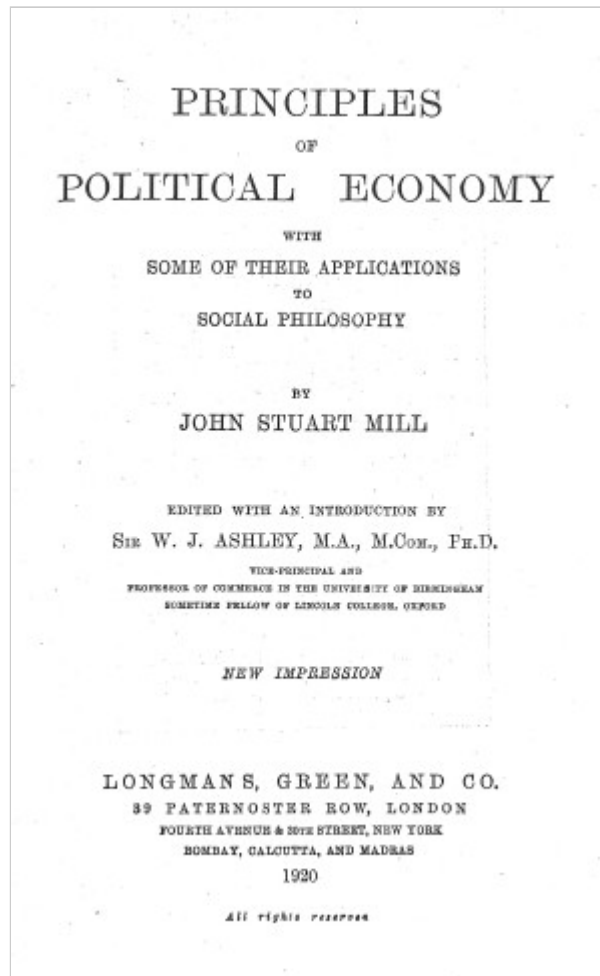 PRINCIPLES
OF
POLITICAL ECONOMY
WITH
SOME OF THEIR APPLICATIONS
TO
SOCIAL PHILOSOPHY
BY
JOHN STUART MILL
EDITED WITH AN INTRODUCTION BY
SIR W. J. ASHLEY, M.A., M.COM., PH.D.
VICE-PRINCIPAL AND
PROFESSOR OF COMMERCE IN THE UNIVERSITY OF BIRMINGHAM
SOMETIME FELLOW OF LINCOLN COLLEGE, OXFORD
NEW IMPRESSION
LONGMANS, GREEN, AND CO.
39 PATERNOSTER ROW, LONDON
FOURTH AVENUE & 30TH STREET, NEW YORK
BOMBAY, CALCUTTA, AND MADRAS
1920
All rights reserved